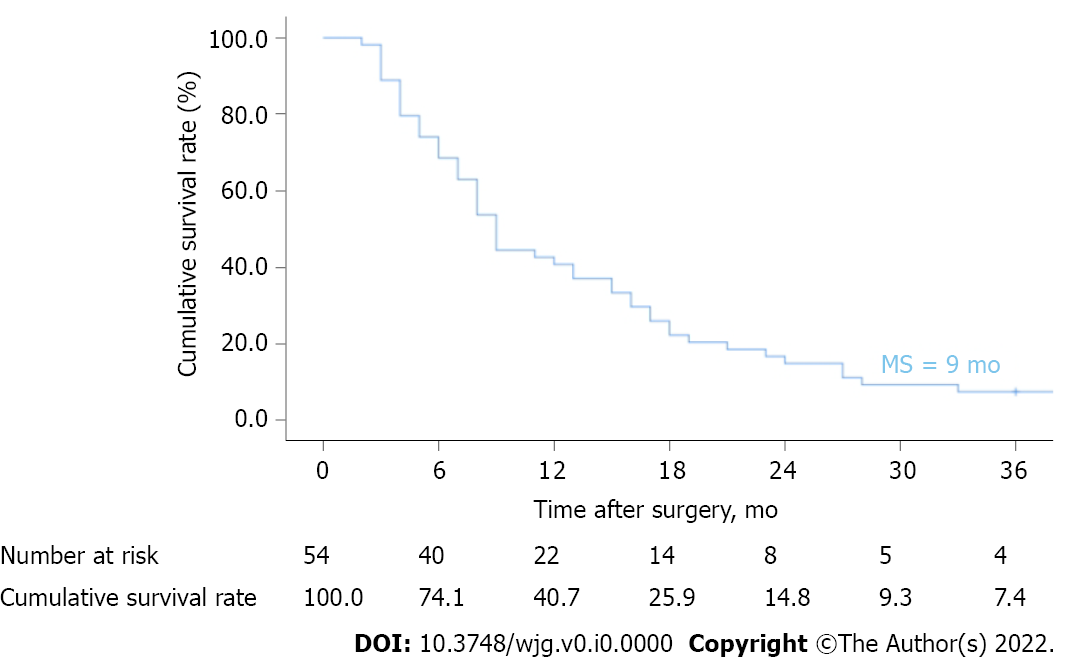 100.0
80.0
60.0
40.0
20.0
0.0
Cumulative survival rate (%)
MS = 9 mo
0 6 12 18 24 30 36
Time after surgery, mo
Number at risk 54 40 22 14 8 5 4
Cumulative survival rate 100.0 74.1 40.7 25.9 14.8 9.3 7.4
DOI: 10.3748/wjg.v0.i0.0000 Copyright ©The Author(s) 2022.